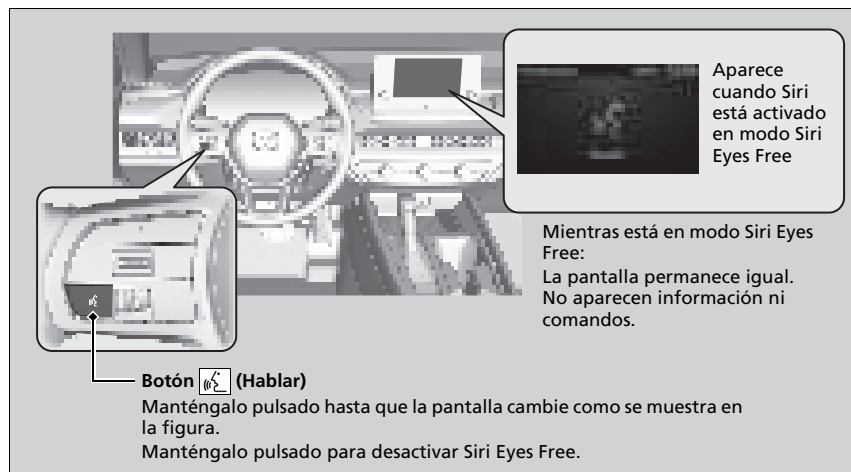 Aparece
cuando Siri
está activado
en modo Siri
Eyes Free
Mientras está en modo Siri Eyes
Free:
La pantalla permanece igual.
No aparecen información ni
comandos.
Botón (Hablar)
Manténgalo pulsado hasta que la pantalla cambie como se muestra en
la figura.
Manténgalo pulsado para desactivar Siri Eyes Free.